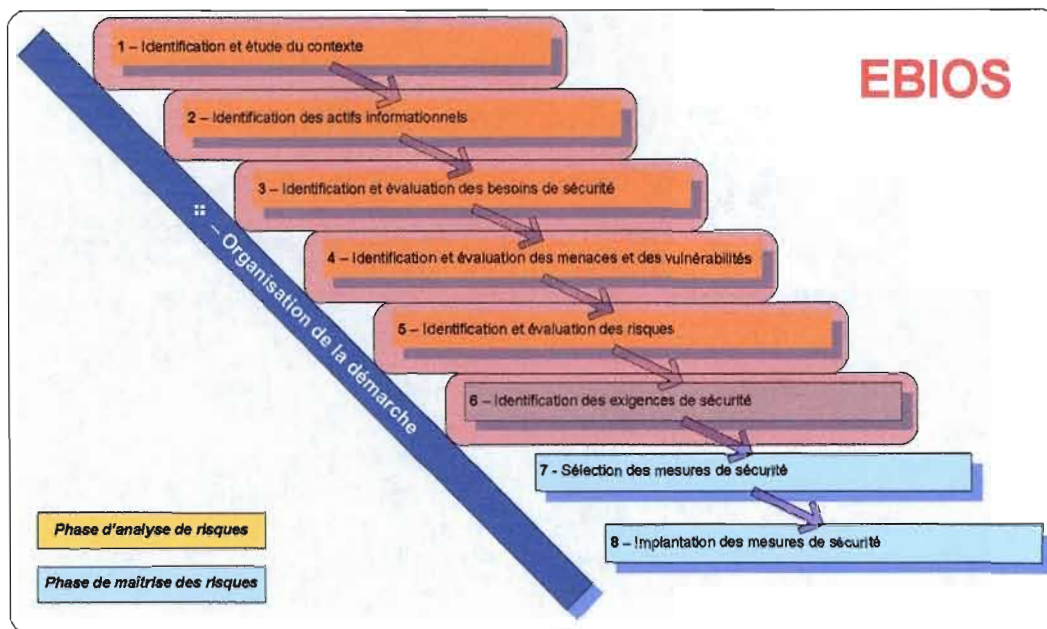 EBIOS
1 – Identification et étude du contexte
2 – Identification des actifs informationnels
3 – Identification et évaluation des besoins de sécurité
4 – Identification et évaluation des menaces et des vulnérabilités
5 – Identification et évaluation des risques
6 – Identification des exigences de sécurité
7 - Sélection des mesures de sécurité
8 – Implantation des mesures de sécurité
– Organisation de la démarche
Phase d'analyse de risques
Phase de maîtrise des risques